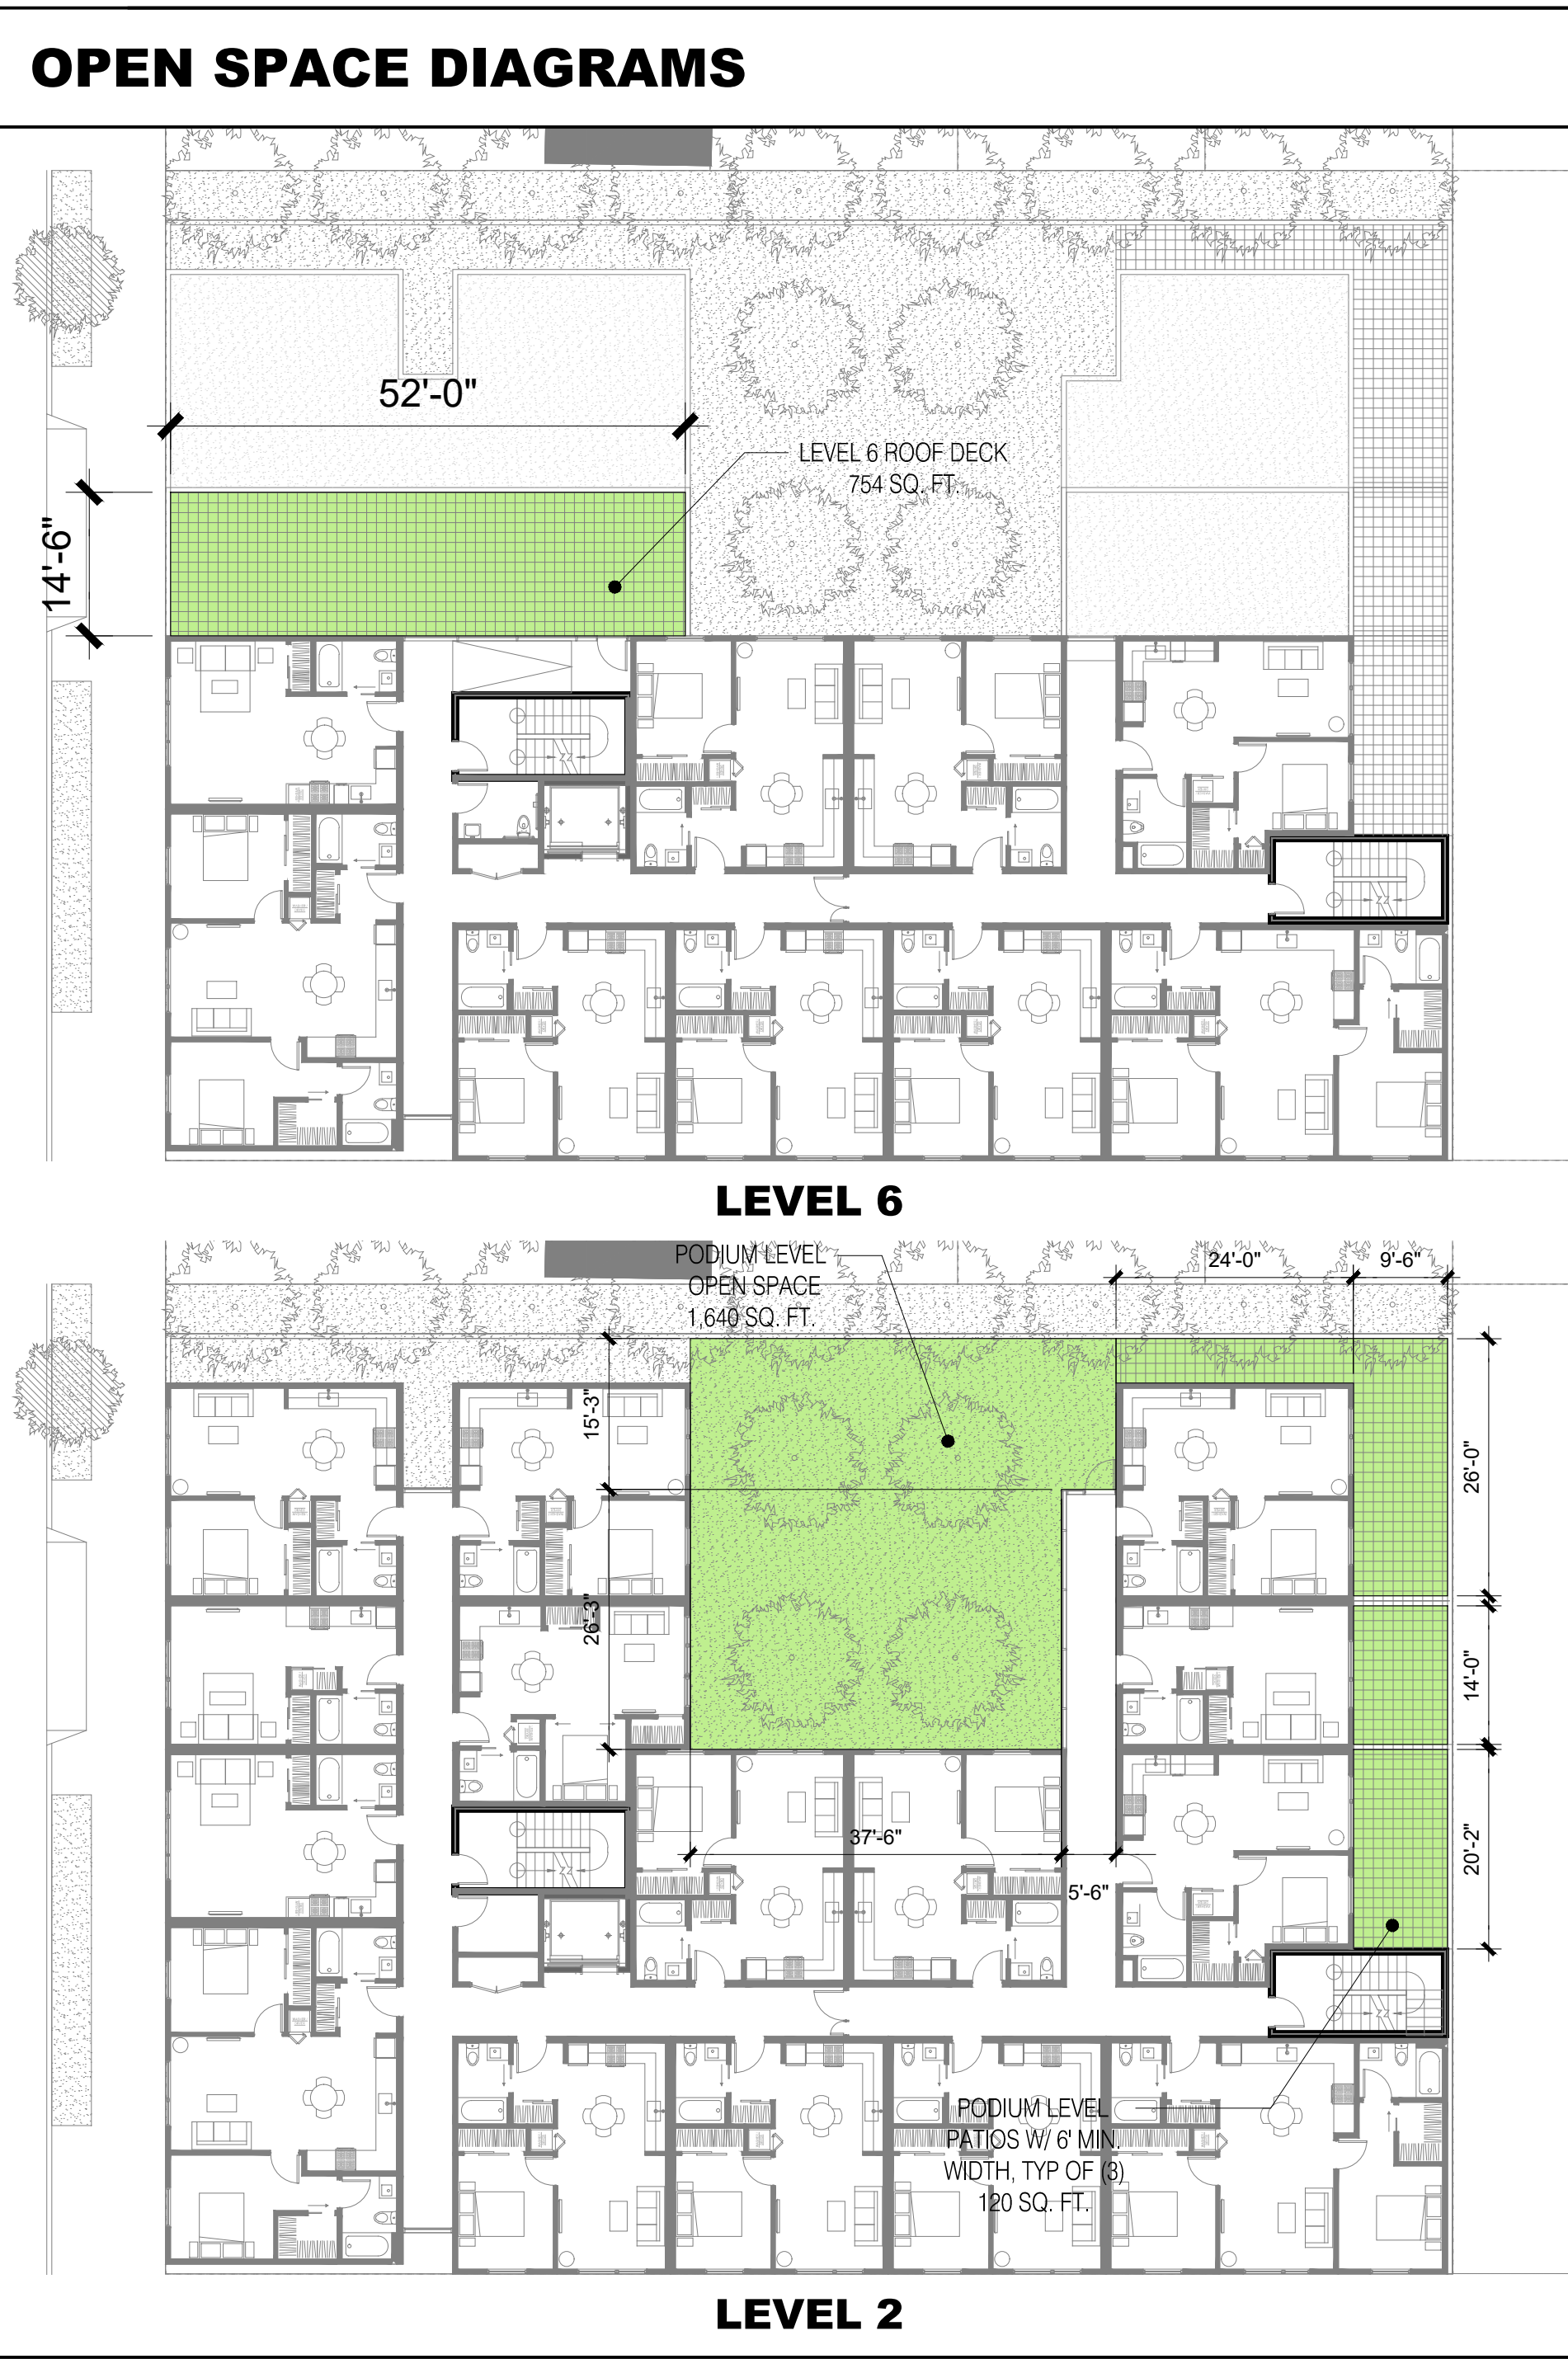 OPEN SPACE DIAGRAMS
52'-0"
LEVEL 6 ROOF DECK
754 SQ. FT.
14'-6"
LEVEL 6
PODIUM LEVEL
OPEN SPACE
1,640 SQ. FT.
24'-0"
9'-6"
15'-3"
26'-0"
26'-3"
14'-0"
37'-6"
5'-6"
20'-2"
PODIUM LEVEL
PATIOS W/ 6' MIN.
WIDTH, TYP OF (3)
120 SQ. FT.
LEVEL 2